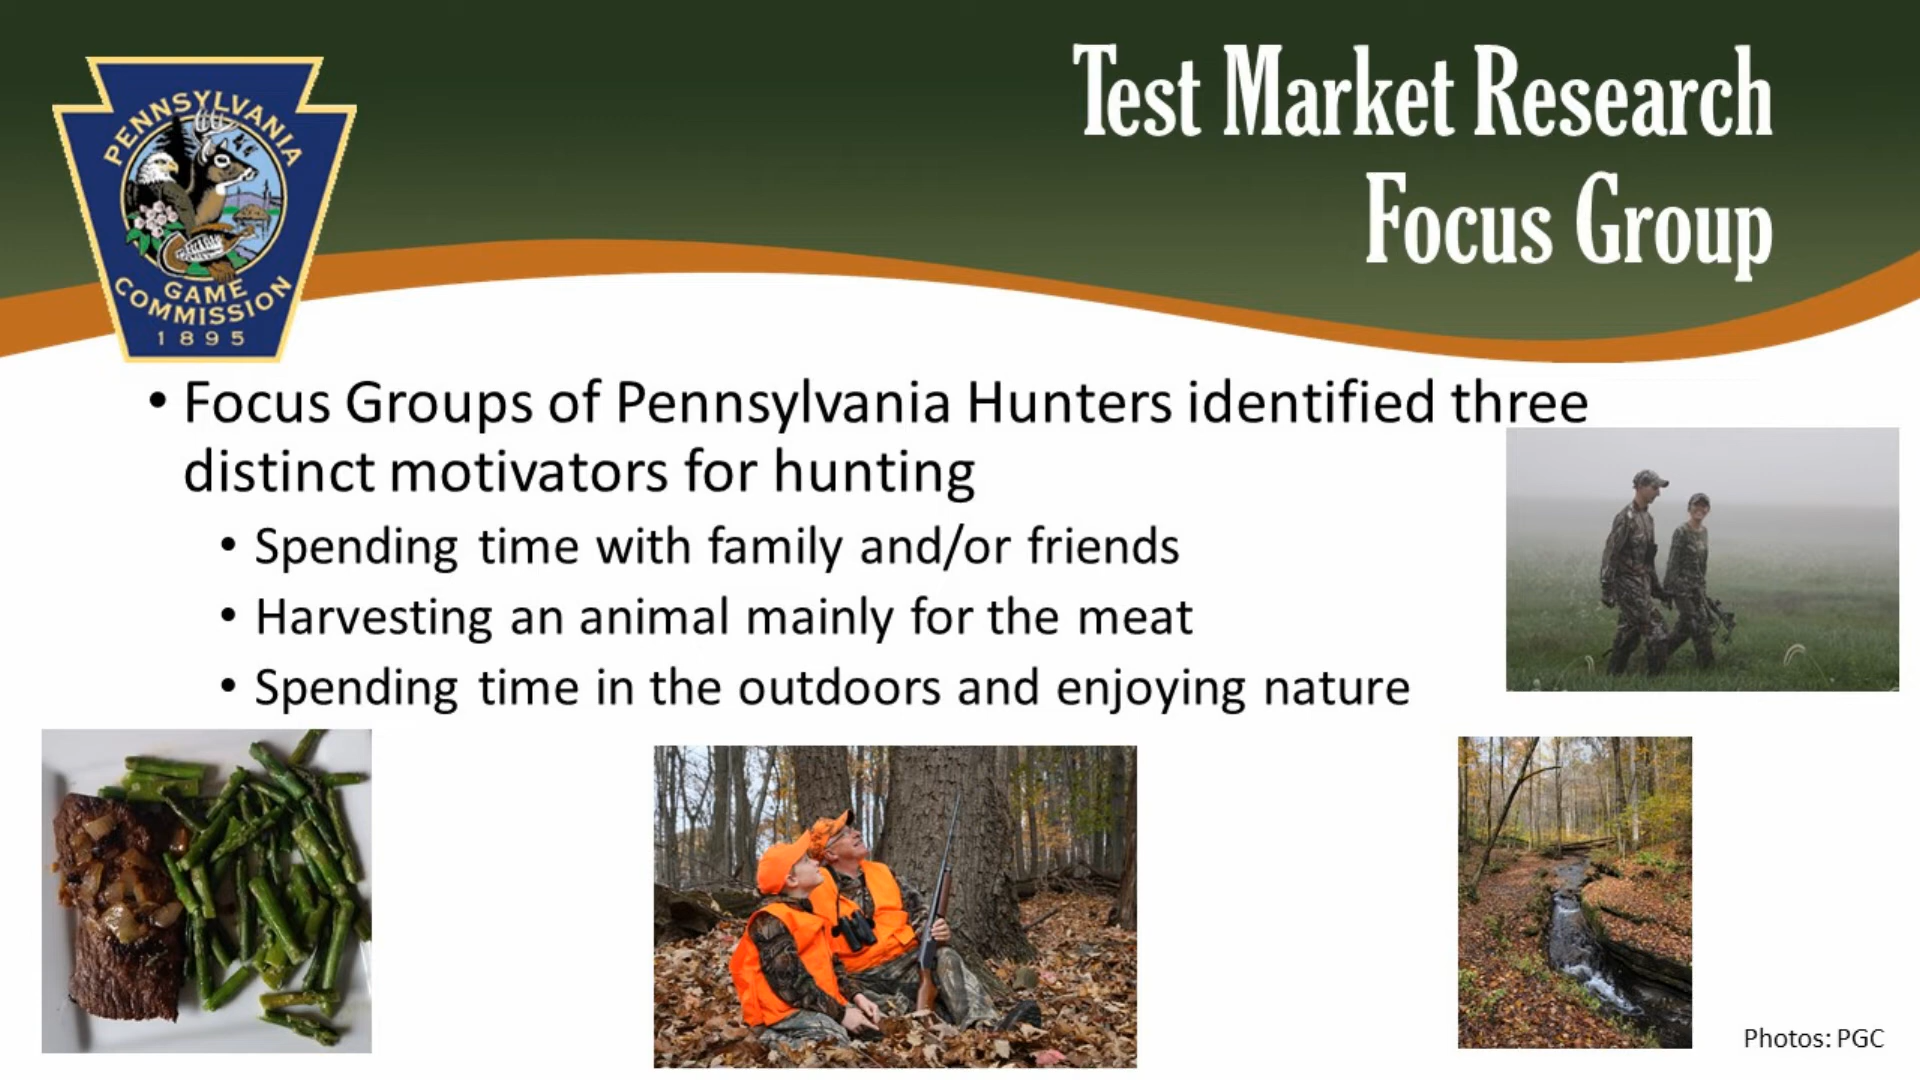 PENNSYLVANIA
GAME
COMMISSION
1895
Test Market Research
Focus Group
• Focus Groups of Pennsylvania Hunters identified three
distinct motivators for hunting
• Spending time with family and/or friends
• Harvesting an animal mainly for the meat
• Spending time in the outdoors and enjoying nature
Photos: PGC